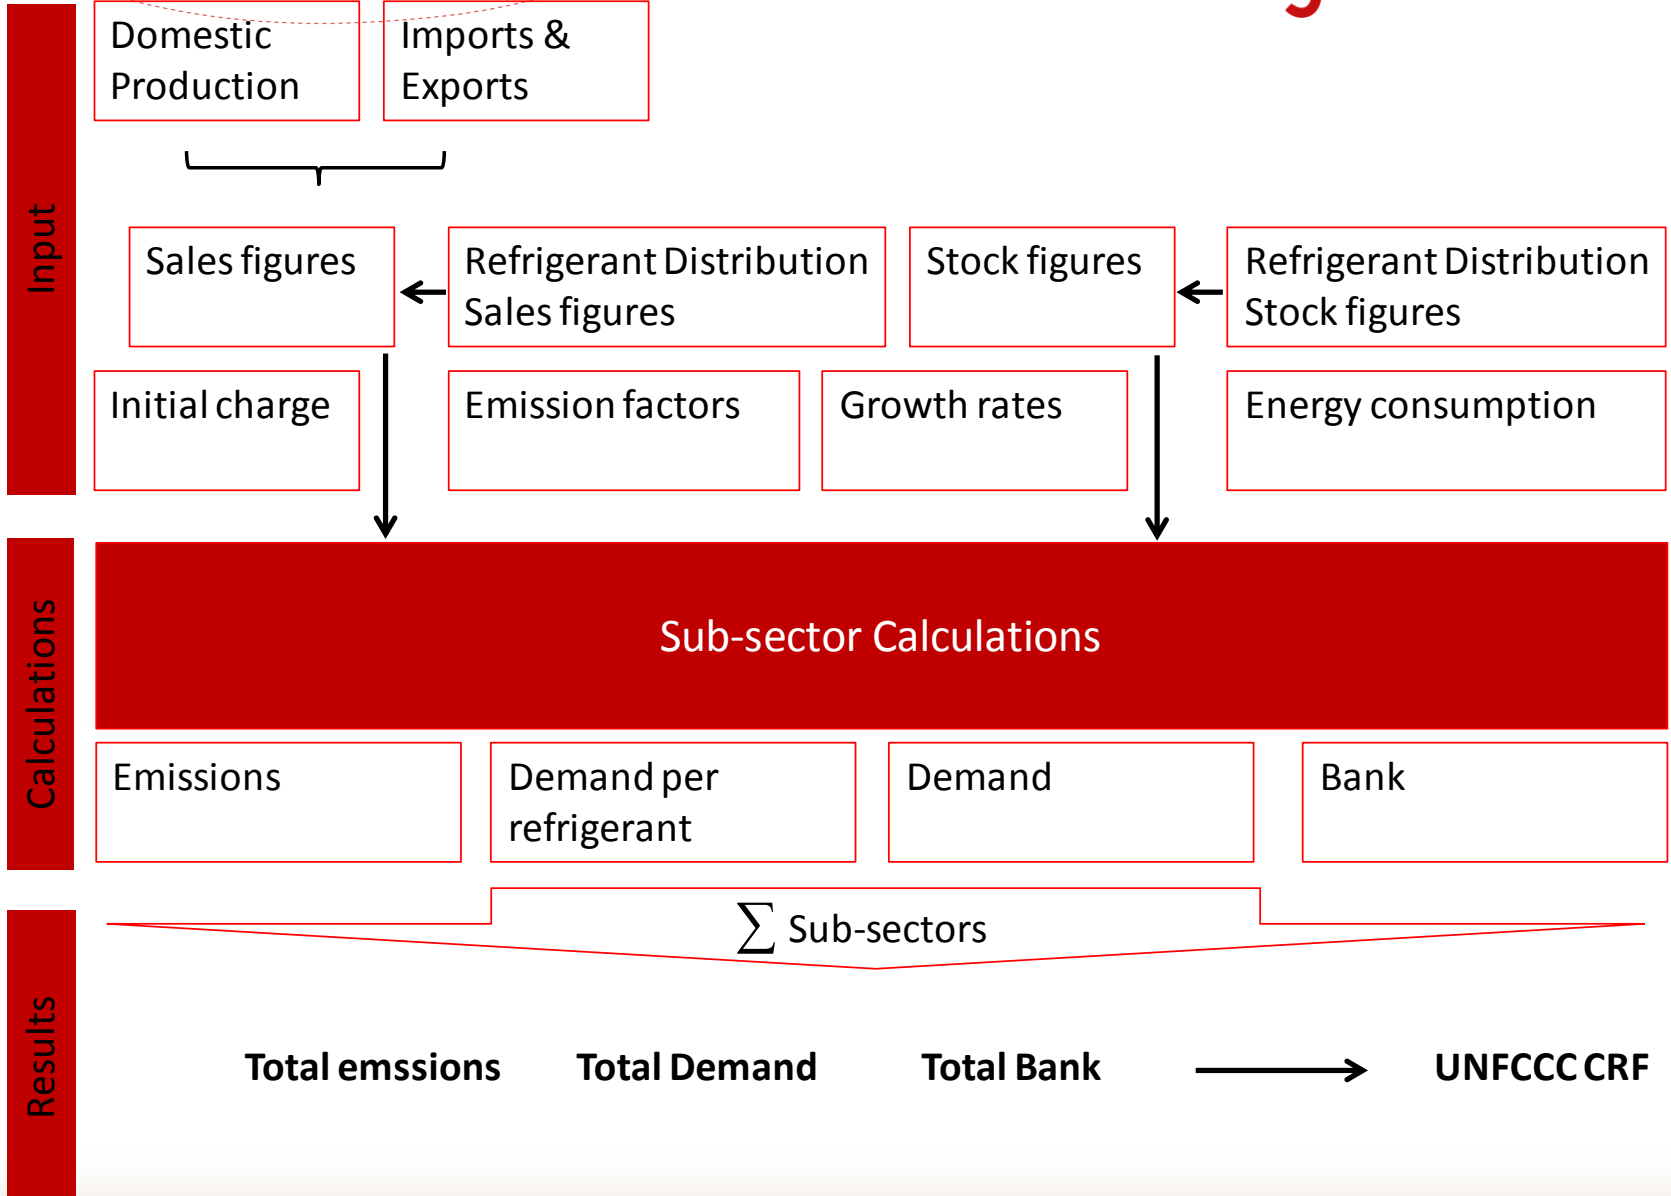 Domestic
Production
Imports &
Exports
Input
Sales figures
Refrigerant Distribution
Sales figures
Stock figures
Refrigerant Distribution
Stock figures
Initial charge
Emission factors
Growth rates
Energy consumption
Calculations
Sub-sector Calculations
Emissions
Demand per
refrigerant
Demand
Bank
Results
∑ Sub-sectors
Total emssions
Total Demand
Total Bank
UNFCCC CRF